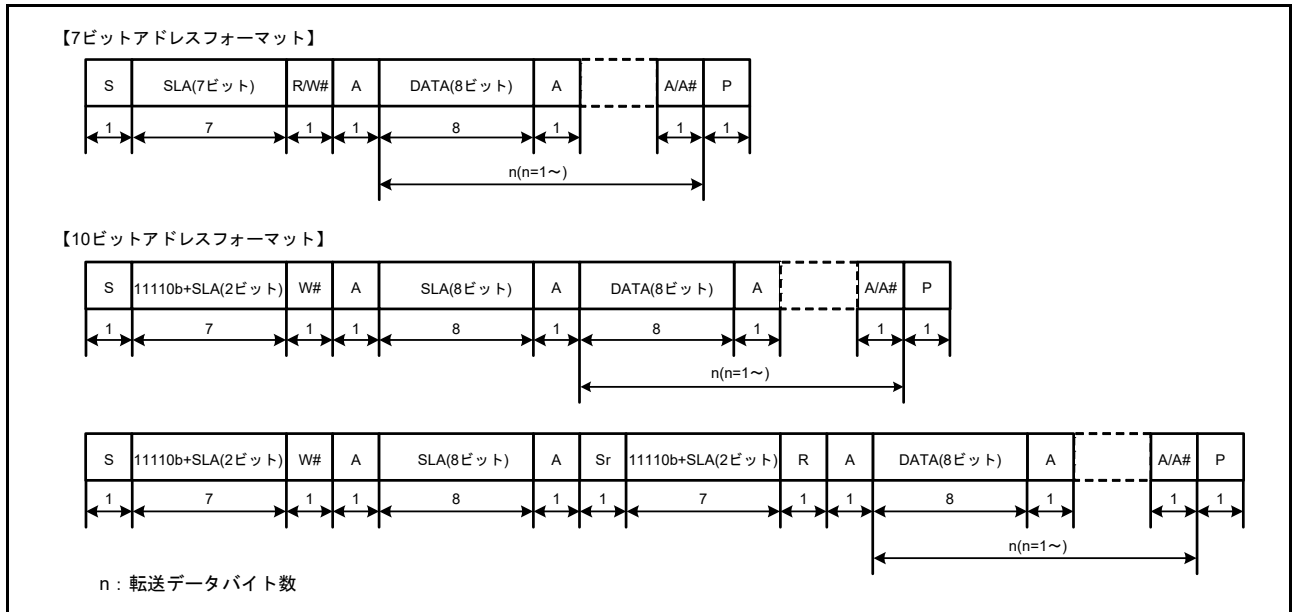 【7ビットアドレスフォーマット】
S SLA(7ビット) R/W# A DATA(8ビット) A A/A# P
1 7 1 1 8 1 1 1
n(n=1～)
【10ビットアドレスフォーマット】
S 11110b+SLA(2ビット) W# A SLA(8ビット) A DATA(8ビット) A A/A# P
1 7 1 1 8 1 8 1 1 1
n(n=1～)
S 11110b+SLA(2ビット) W# A SLA(8ビット) A Sr 11110b+SLA(2ビット) R A DATA(8ビット) A A/A# P
1 7 1 1 8 1 1 7 1 1 8 1 1 1
n(n=1～)
n：転送データバイト数